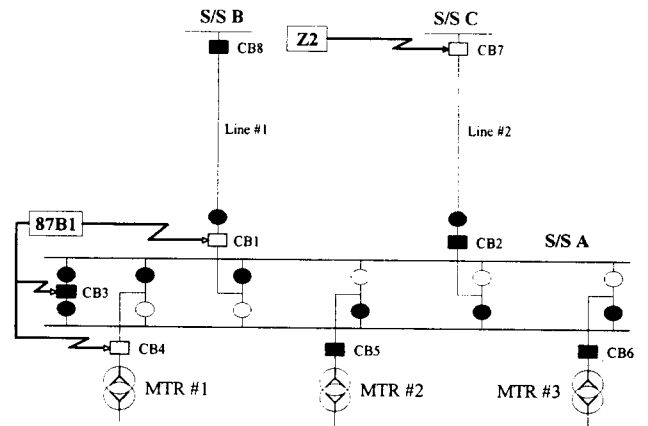 S/S B
S/S C
Z2
CB8
CB7
Line #1
Line #2
87B1
CB1
CB2
S/S A
CB3
CB4
CB5
CB6
MTR #1
MTR #2
MTR #3